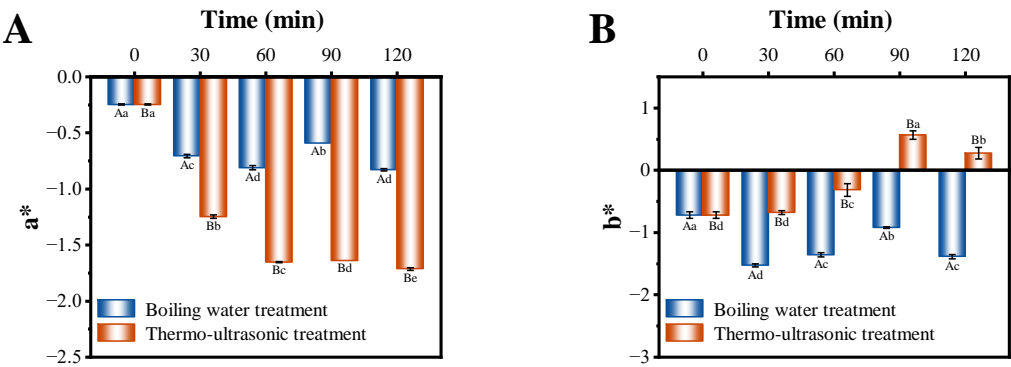 A
Time (min)
0 30 60 90 120
0.0
−0.5
−1.0
−1.5
−2.0
−2.5
a*
Aa Ba Ac Bb Ad Bc Ab Bd Ad Be
Boiling water treatment
Thermo-ultrasonic treatment
B
Time (min)
0 30 60 90 120
1
0
−1
−2
−3
b*
Aa Bd Ad Bd Ac Bc Ab Ba Ac Bb
Boiling water treatment
Thermo-ultrasonic treatment